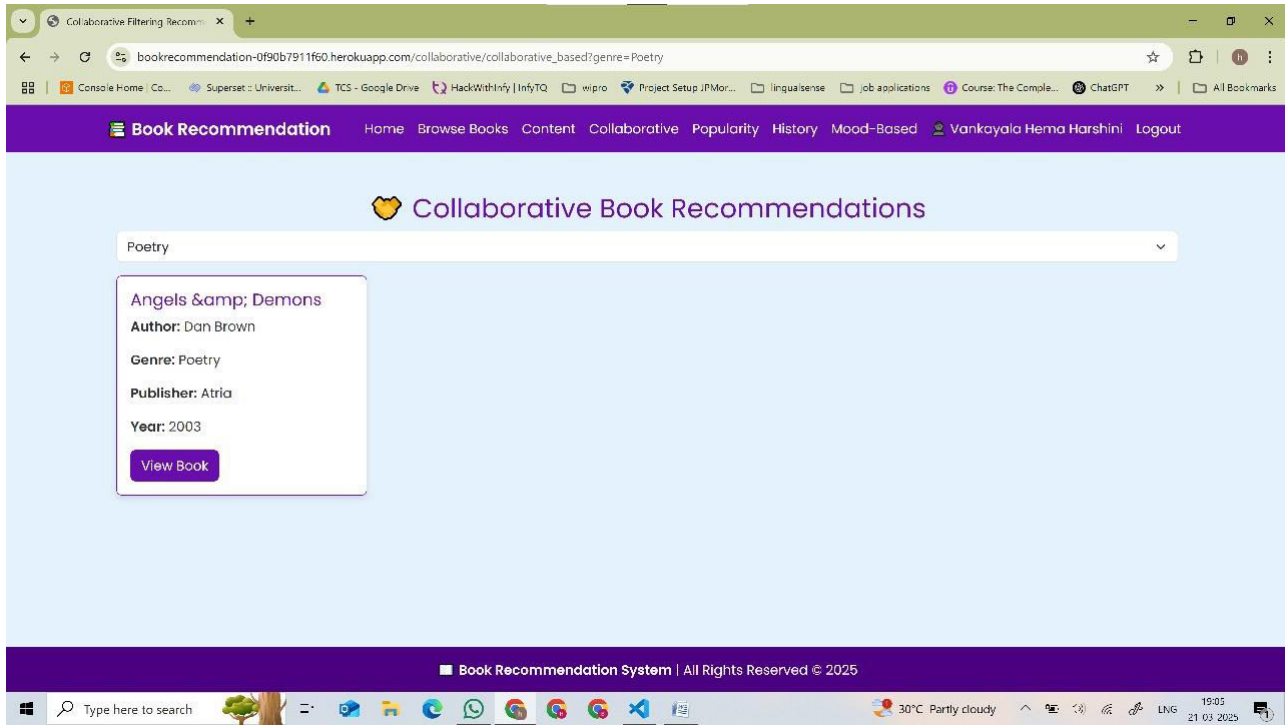 Collaborative Filtering Recomm
bookrecommendation-0f90b7911f60.herokuapp.com/collaborative/collaborative_based?genre=Poetry
Console Home | Co... Superset :: Universit... TCS - Google Drive HackWithInfy | InfyTQ wipro Project Setup JPMor... lingualsense job applications Course: The Comple... ChatGPT » All Bookmarks
Book Recommendation Home Browse Books Content Collaborative Popularity History Mood-Based Vankayala Hema Harshini Logout
Collaborative Book Recommendations
Poetry
Angels &amp; Demons
Author: Dan Brown
Genre: Poetry
Publisher: Atria
Year: 2003
View Book
Book Recommendation System | All Rights Reserved © 2025
Type here to search 30°C Partly cloudy LNG 19:05
21-02-2025